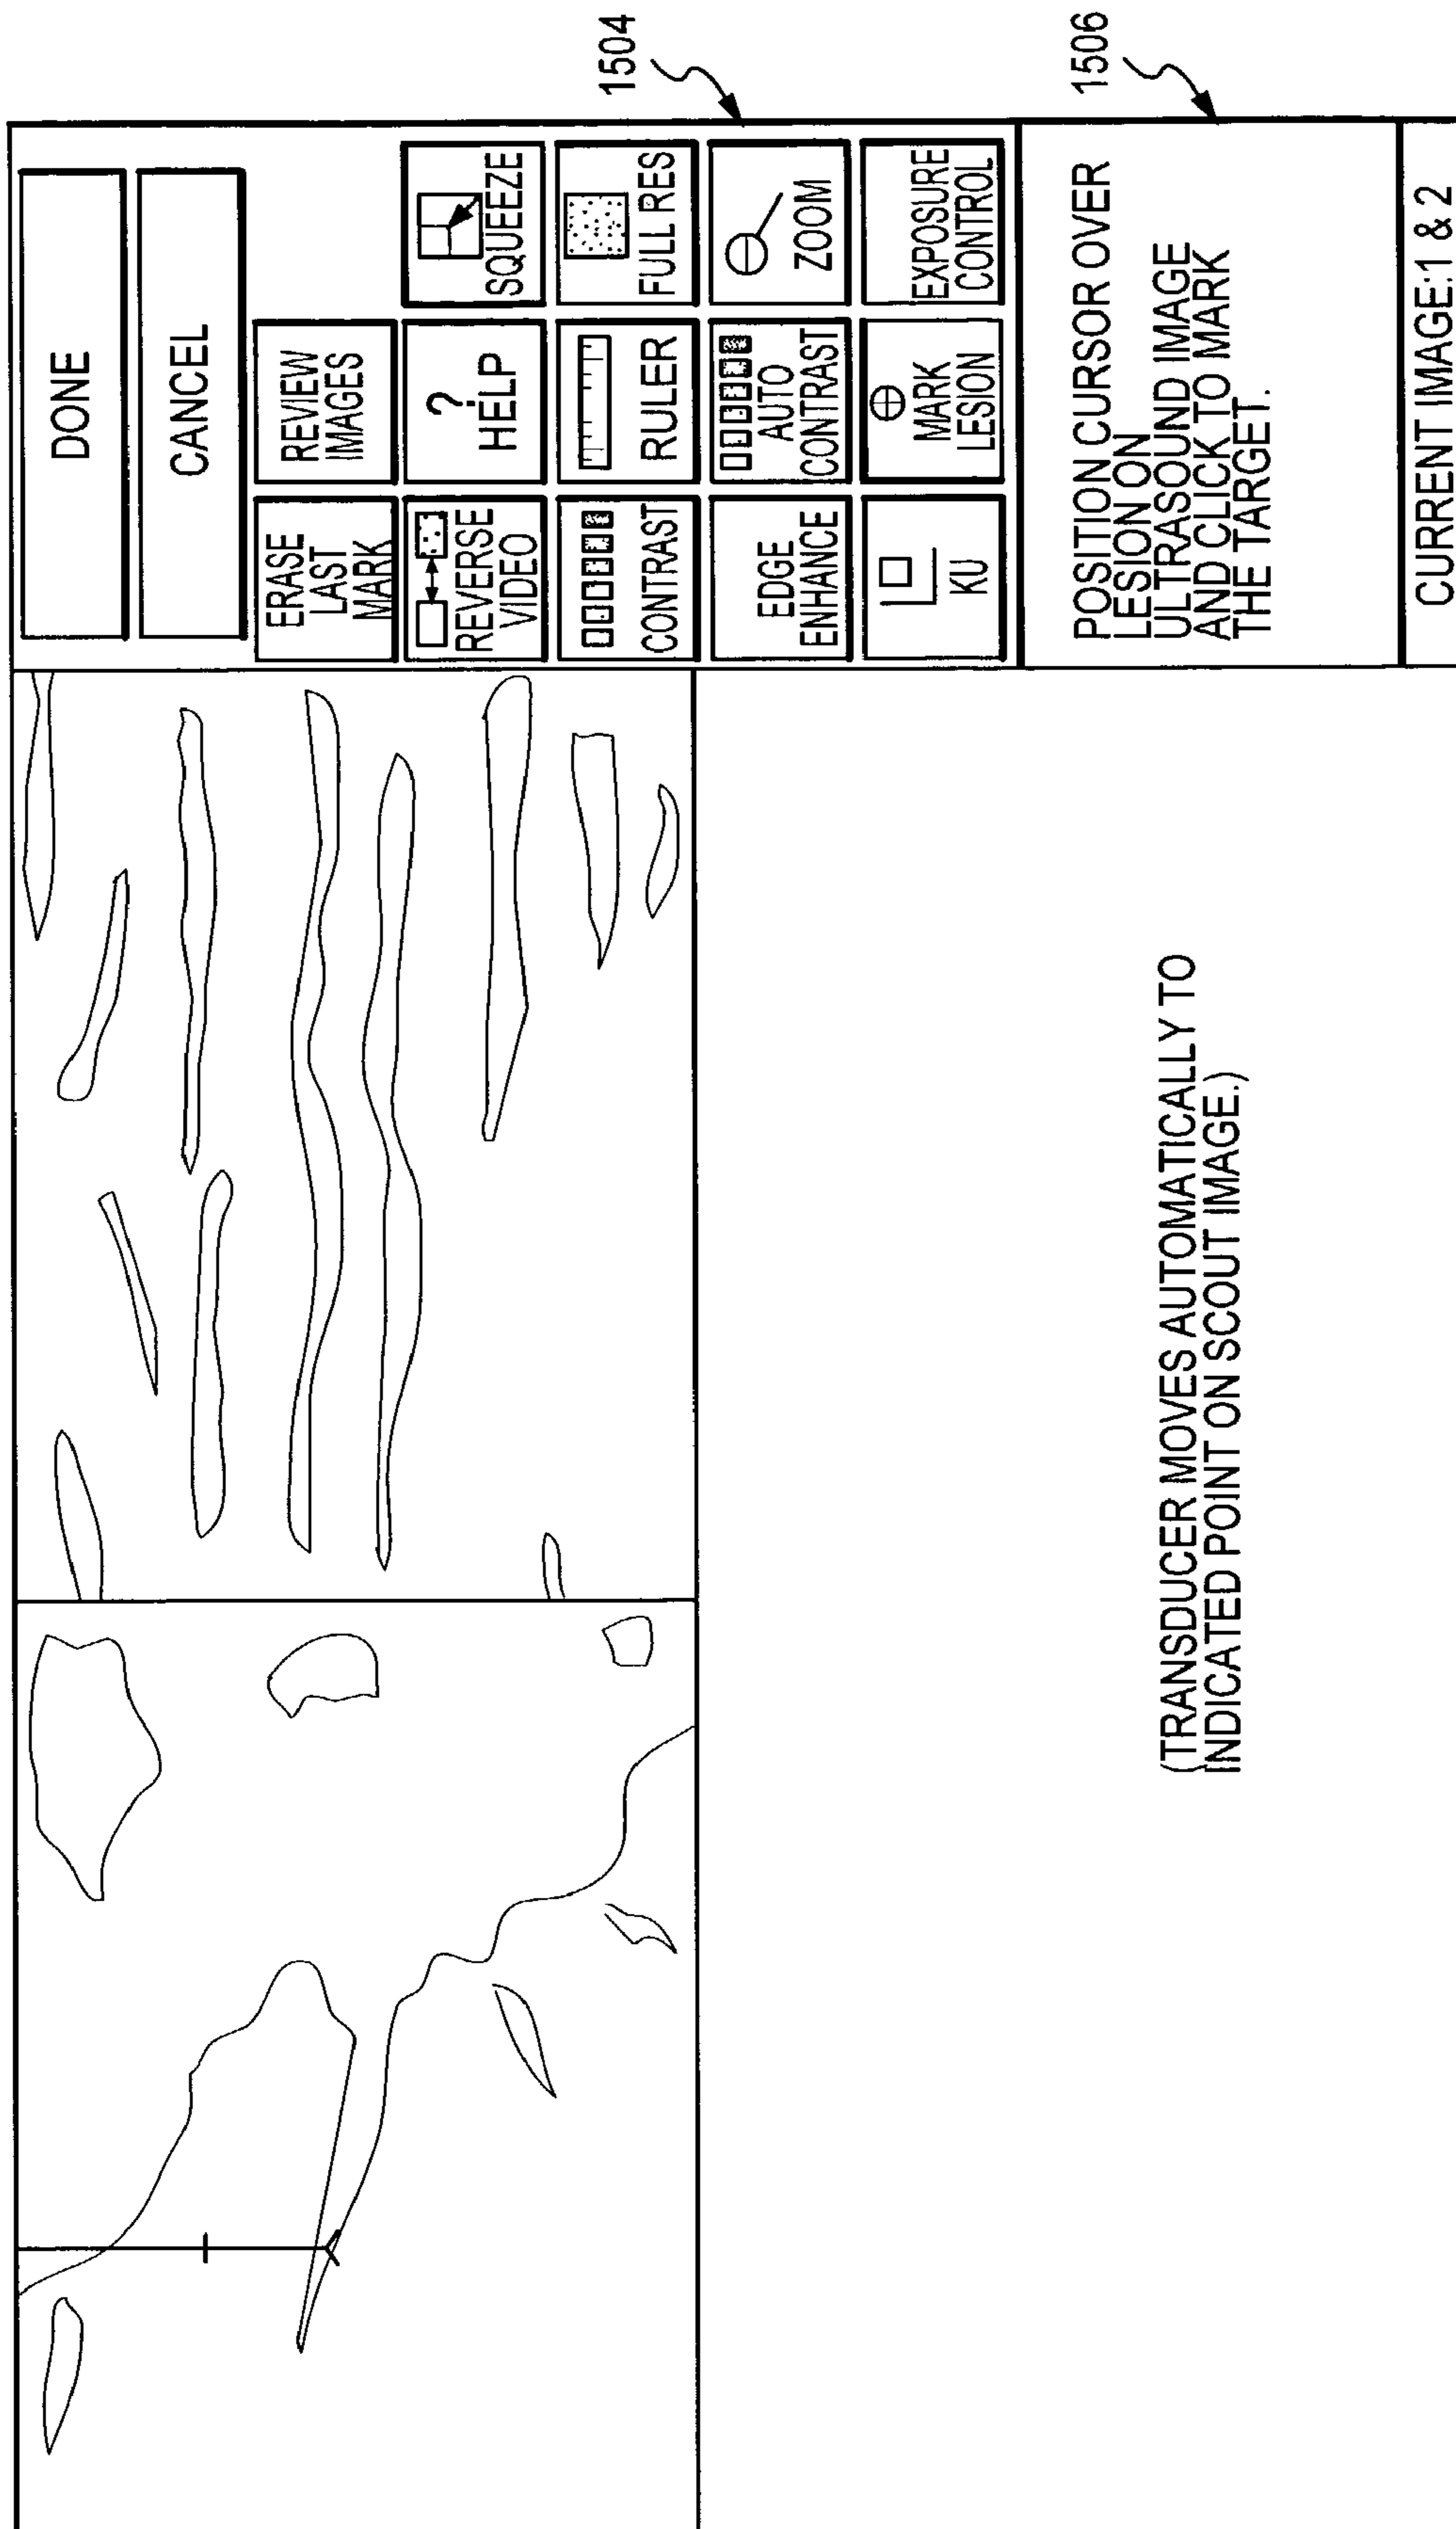 DONE
CANCEL
ERASE
LAST
MARK
REVIEW
IMAGES
REVERSE
VIDEO
?
HELP
SQUEEZE
CONTRAST
RULER
FULL RES
EDGE
ENHANCE
AUTO
CONTRAST
ZOOM
KU
MARK
LESION
EXPOSURE
CONTROL
1504
POSITION CURSOR OVER
LESION ON
ULTRASOUND IMAGE
AND CLICK TO MARK
THE TARGET.
1506
(TRANSDUCER MOVES AUTOMATICALLY TO
INDICATED POINT ON SCOUT IMAGE.)
CURRENT IMAGE:1 & 2